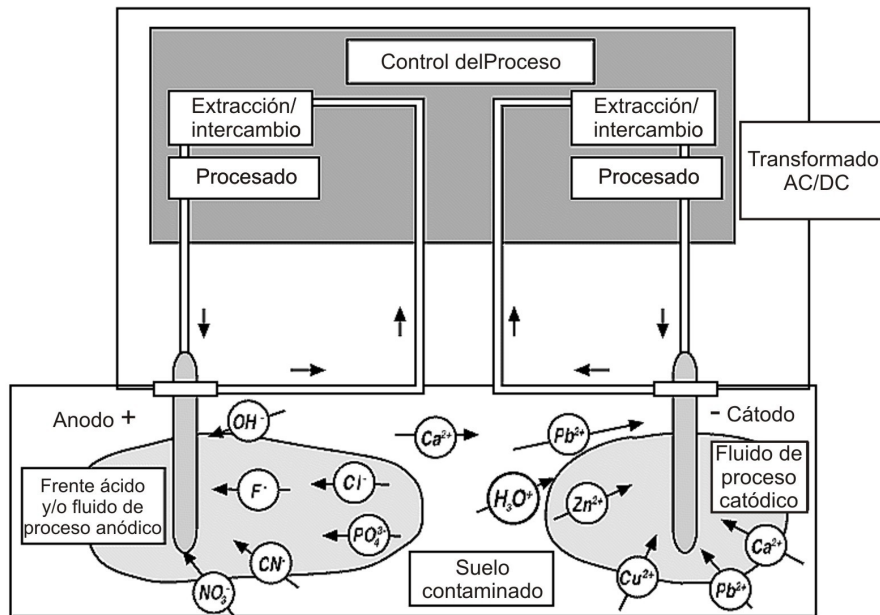 Control delProceso
Extracción/
intercambio
Procesado
Extracción/
intercambio
Procesado
Transformado
AC/DC
Anodo +
- Cátodo
OH-
Ca2+
Pb2+
Frente ácido
y/o fluido de
proceso anódico
F-
Cl-
PO43-
CN-
NO3-
H3O+
Zn2+
Fluido de
proceso
catódico
Suelo
contaminado
Cu2+
Pb2+
Ca2+